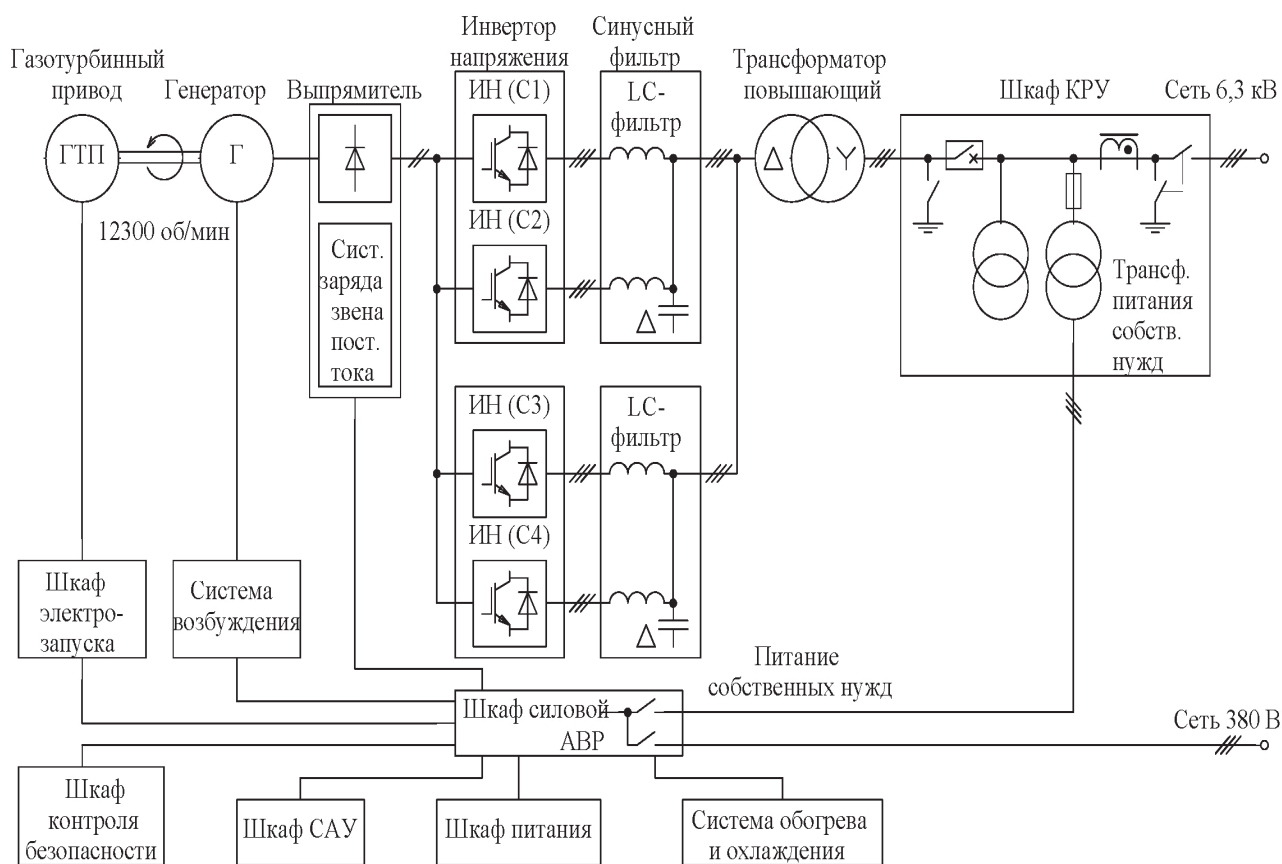 Газотурбинный
привод
Генератор
Выпрямитель
Инвертор
напряжения
Синусный
фильтр
Трансформатор
повышающий
Шкаф КРУ
Сеть 6,3 кВ
ГТП
Г
12300 об/мин
Сист.
заряда
звена
пост.
тока
ИН (С1)
ИН (С2)
LC-
фильтр
Δ
Δ
Y
Трансф.
питания
собств.
нужд
ИН (С3)
ИН (С4)
LC-
фильтр
Δ
Шкаф
электро-
запуска
Система
возбуждения
Питание
собственных нужд
Шкаф силовой
АВР
Сеть 380 В
Шкаф
контроля
безопасности
Шкаф САУ
Шкаф питания
Система обогрева
и охлаждения